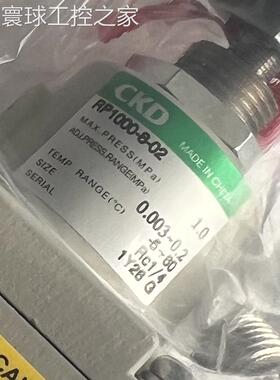 寰球工控之家
CKD
RP1000-8-02
MADE IN CHINA
MAX. PRESS(MPa) 1.0
ADJ.PRESS.RANGE(MPa) 0.003~0.2
TEMP RANGE(℃) -5~60
SIZE Rc1/4
SERIAL 1Y28 G